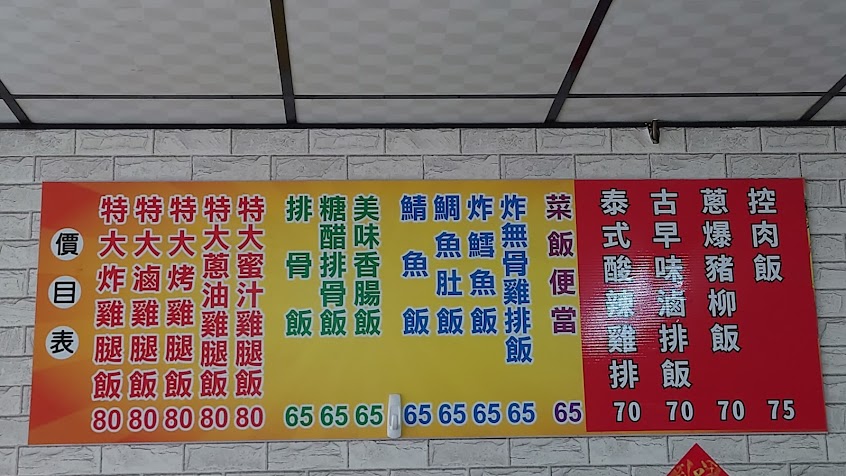 控肉飯 75
蔥爆豬柳飯 70
古早味滷排飯 70
泰式酸辣雞排 70
菜飯便當 65
炸無骨雞排飯 65
炸鱈魚飯 65
鯛魚肚飯 65
鯖魚飯 65
美味香腸飯 65
糖醋排骨飯 65
排骨飯 65
特大蜜汁雞腿飯 80
特大蔥油雞腿飯 80
特大烤雞腿飯 80
特大滷雞腿飯 80
特大炸雞腿飯 80
價目表